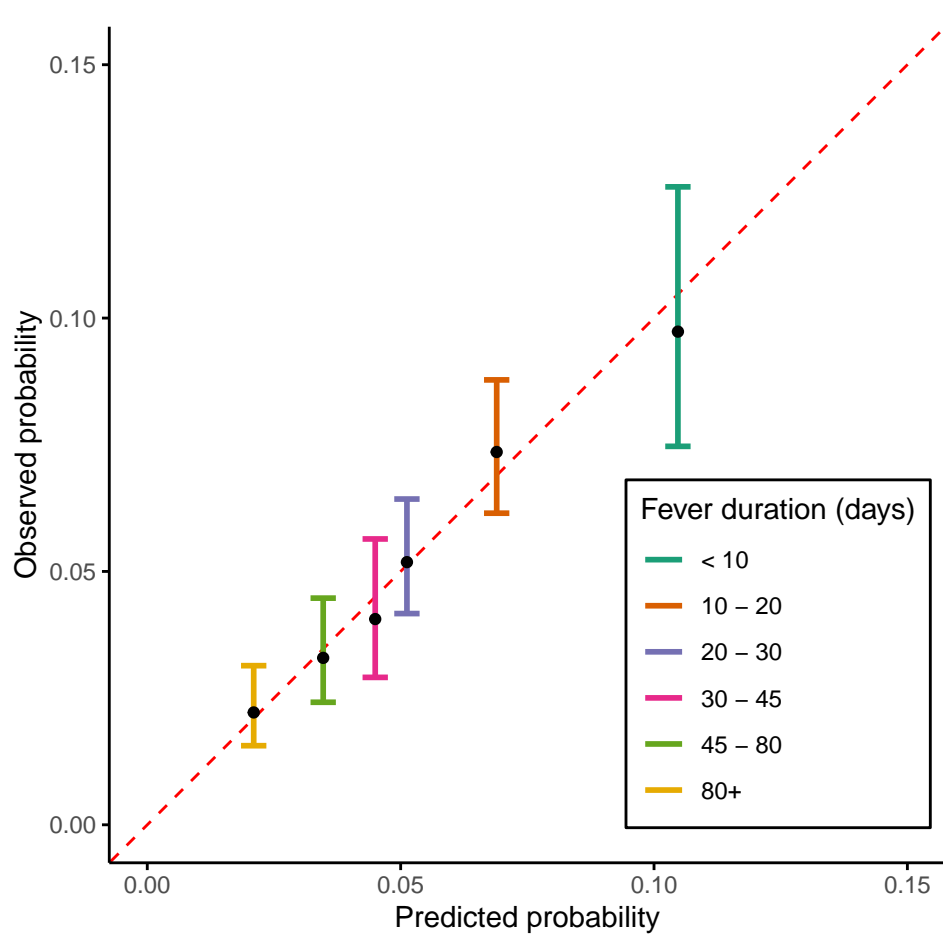 0.15
0.10
0.05
0.00
Observed probability
Fever duration (days)
< 10
10 – 20
20 – 30
30 – 45
45 – 80
80+
0.00 0.05 0.10 0.15
Predicted probability